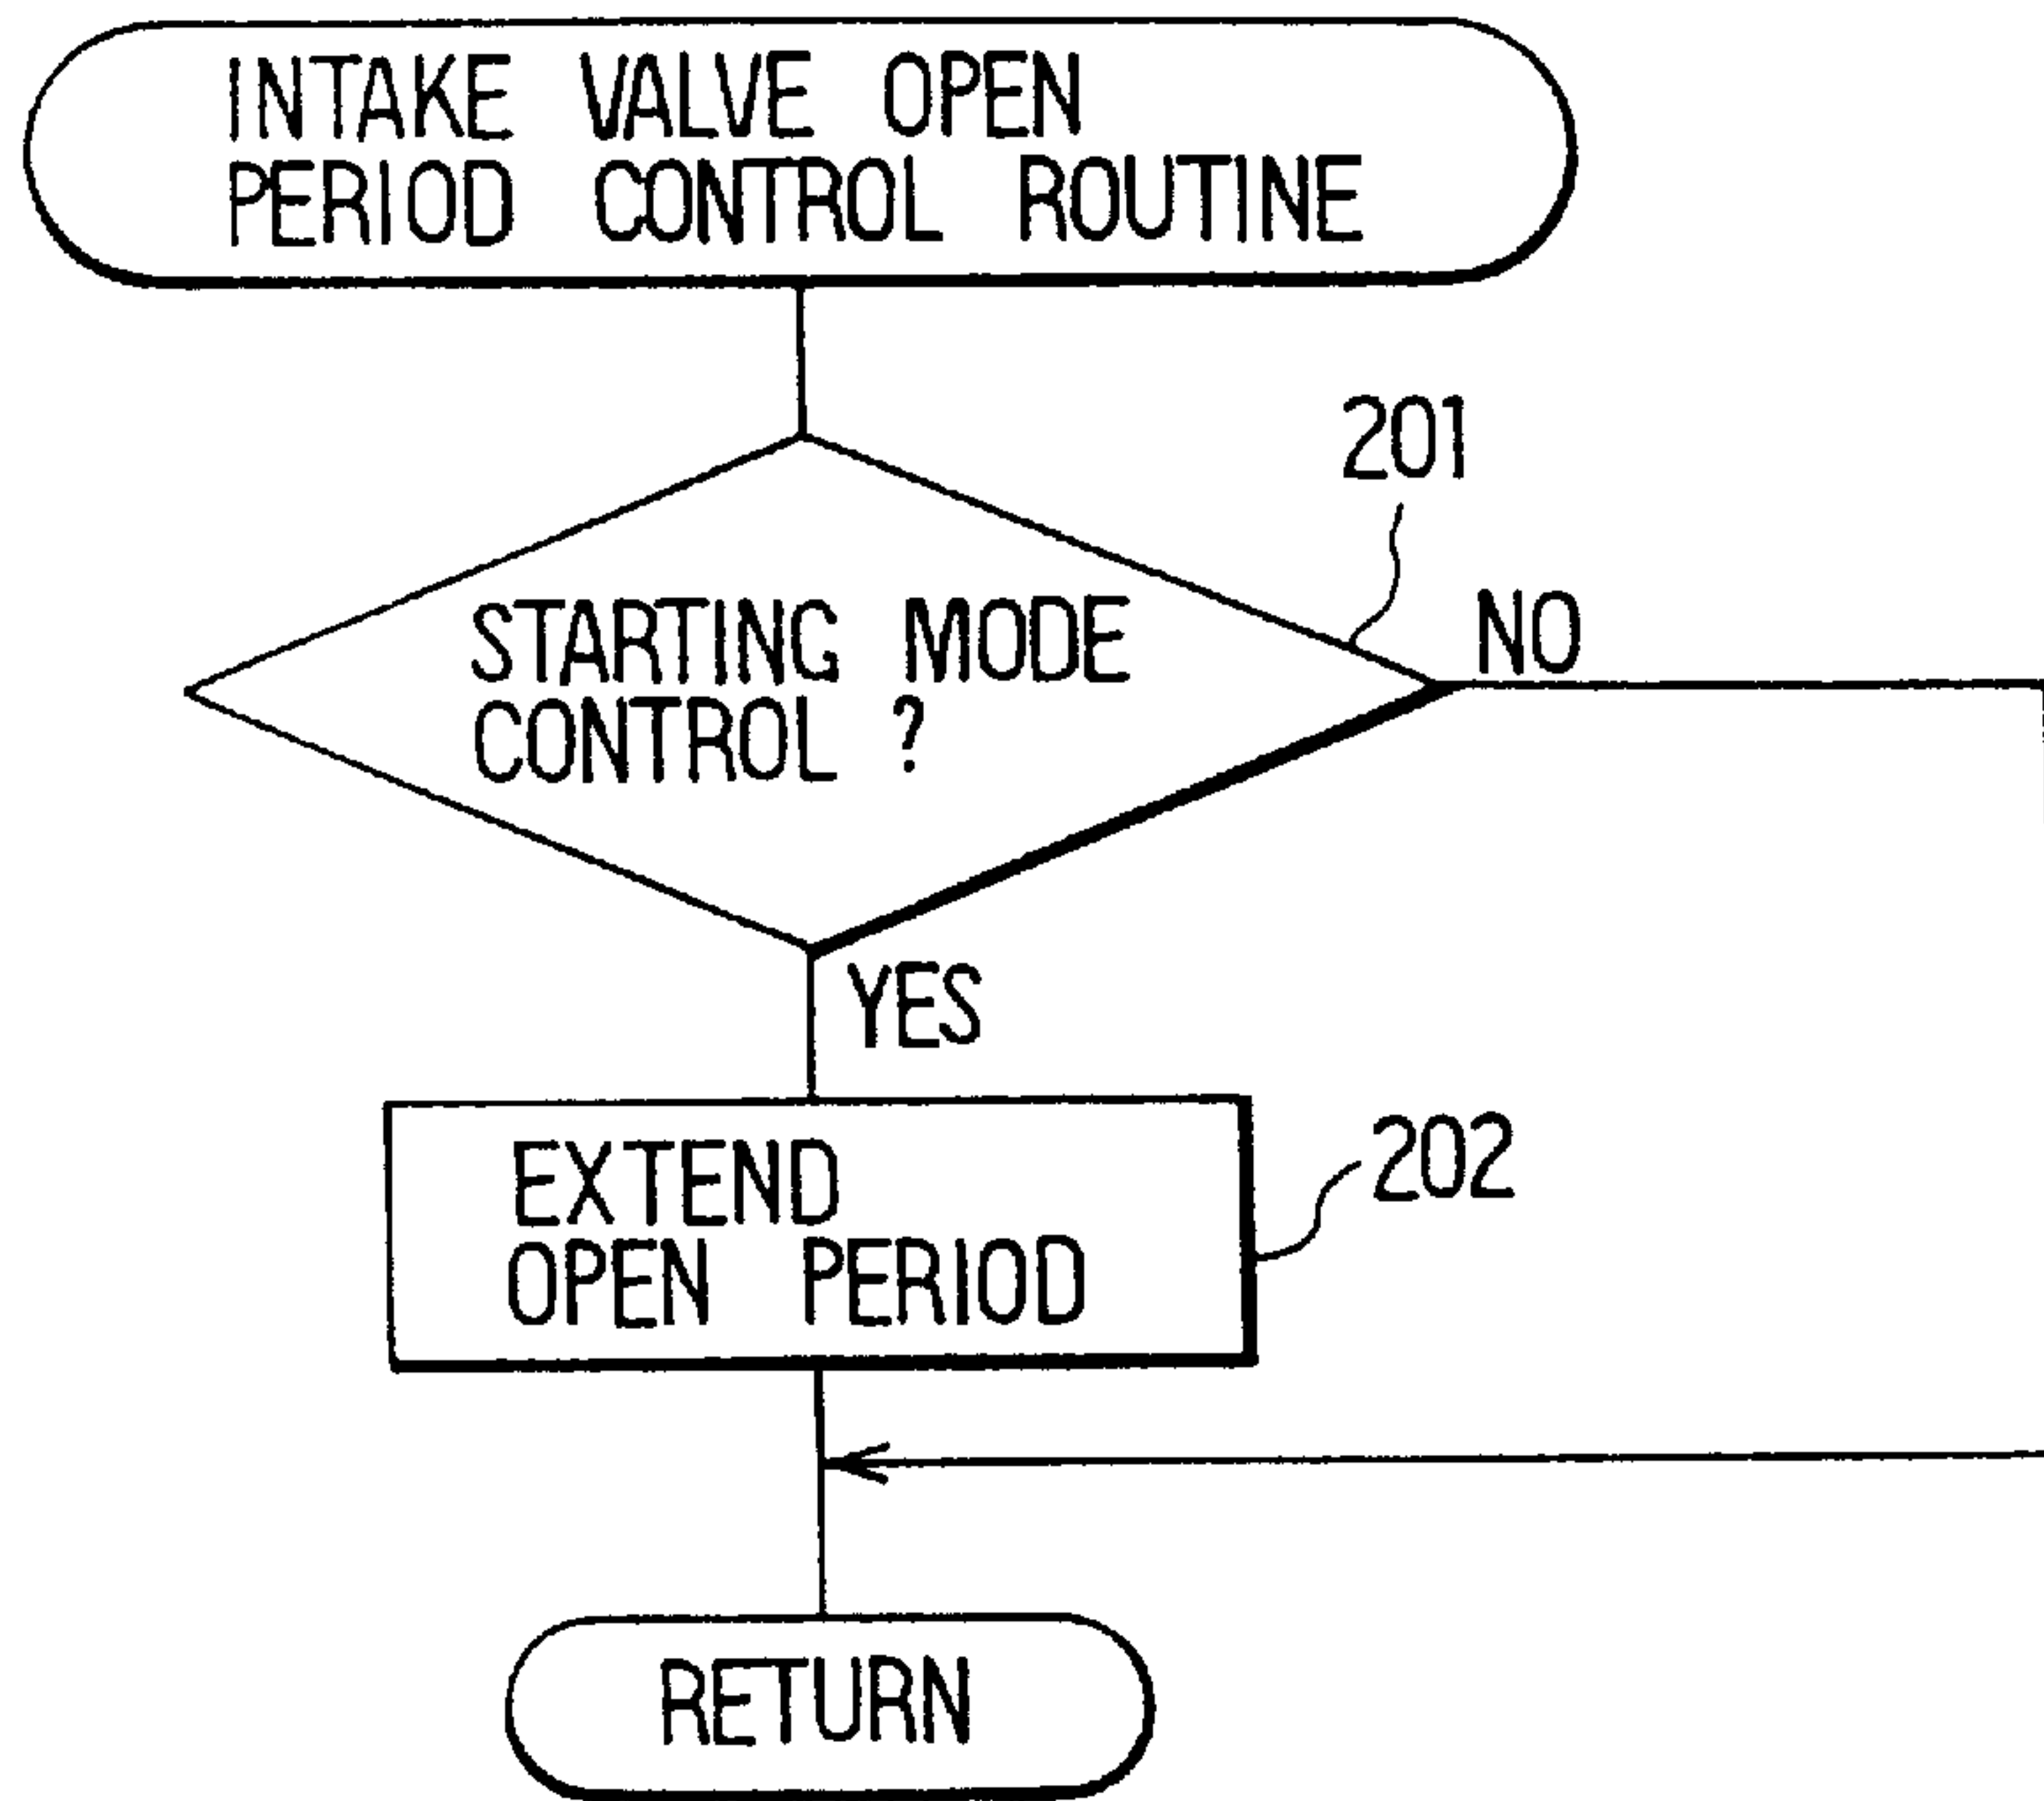 INTAKE VALVE OPEN
PERIOD CONTROL ROUTINE
201
STARTING MODE
CONTROL ?
NO
YES
EXTEND
OPEN PERIOD
202
RETURN